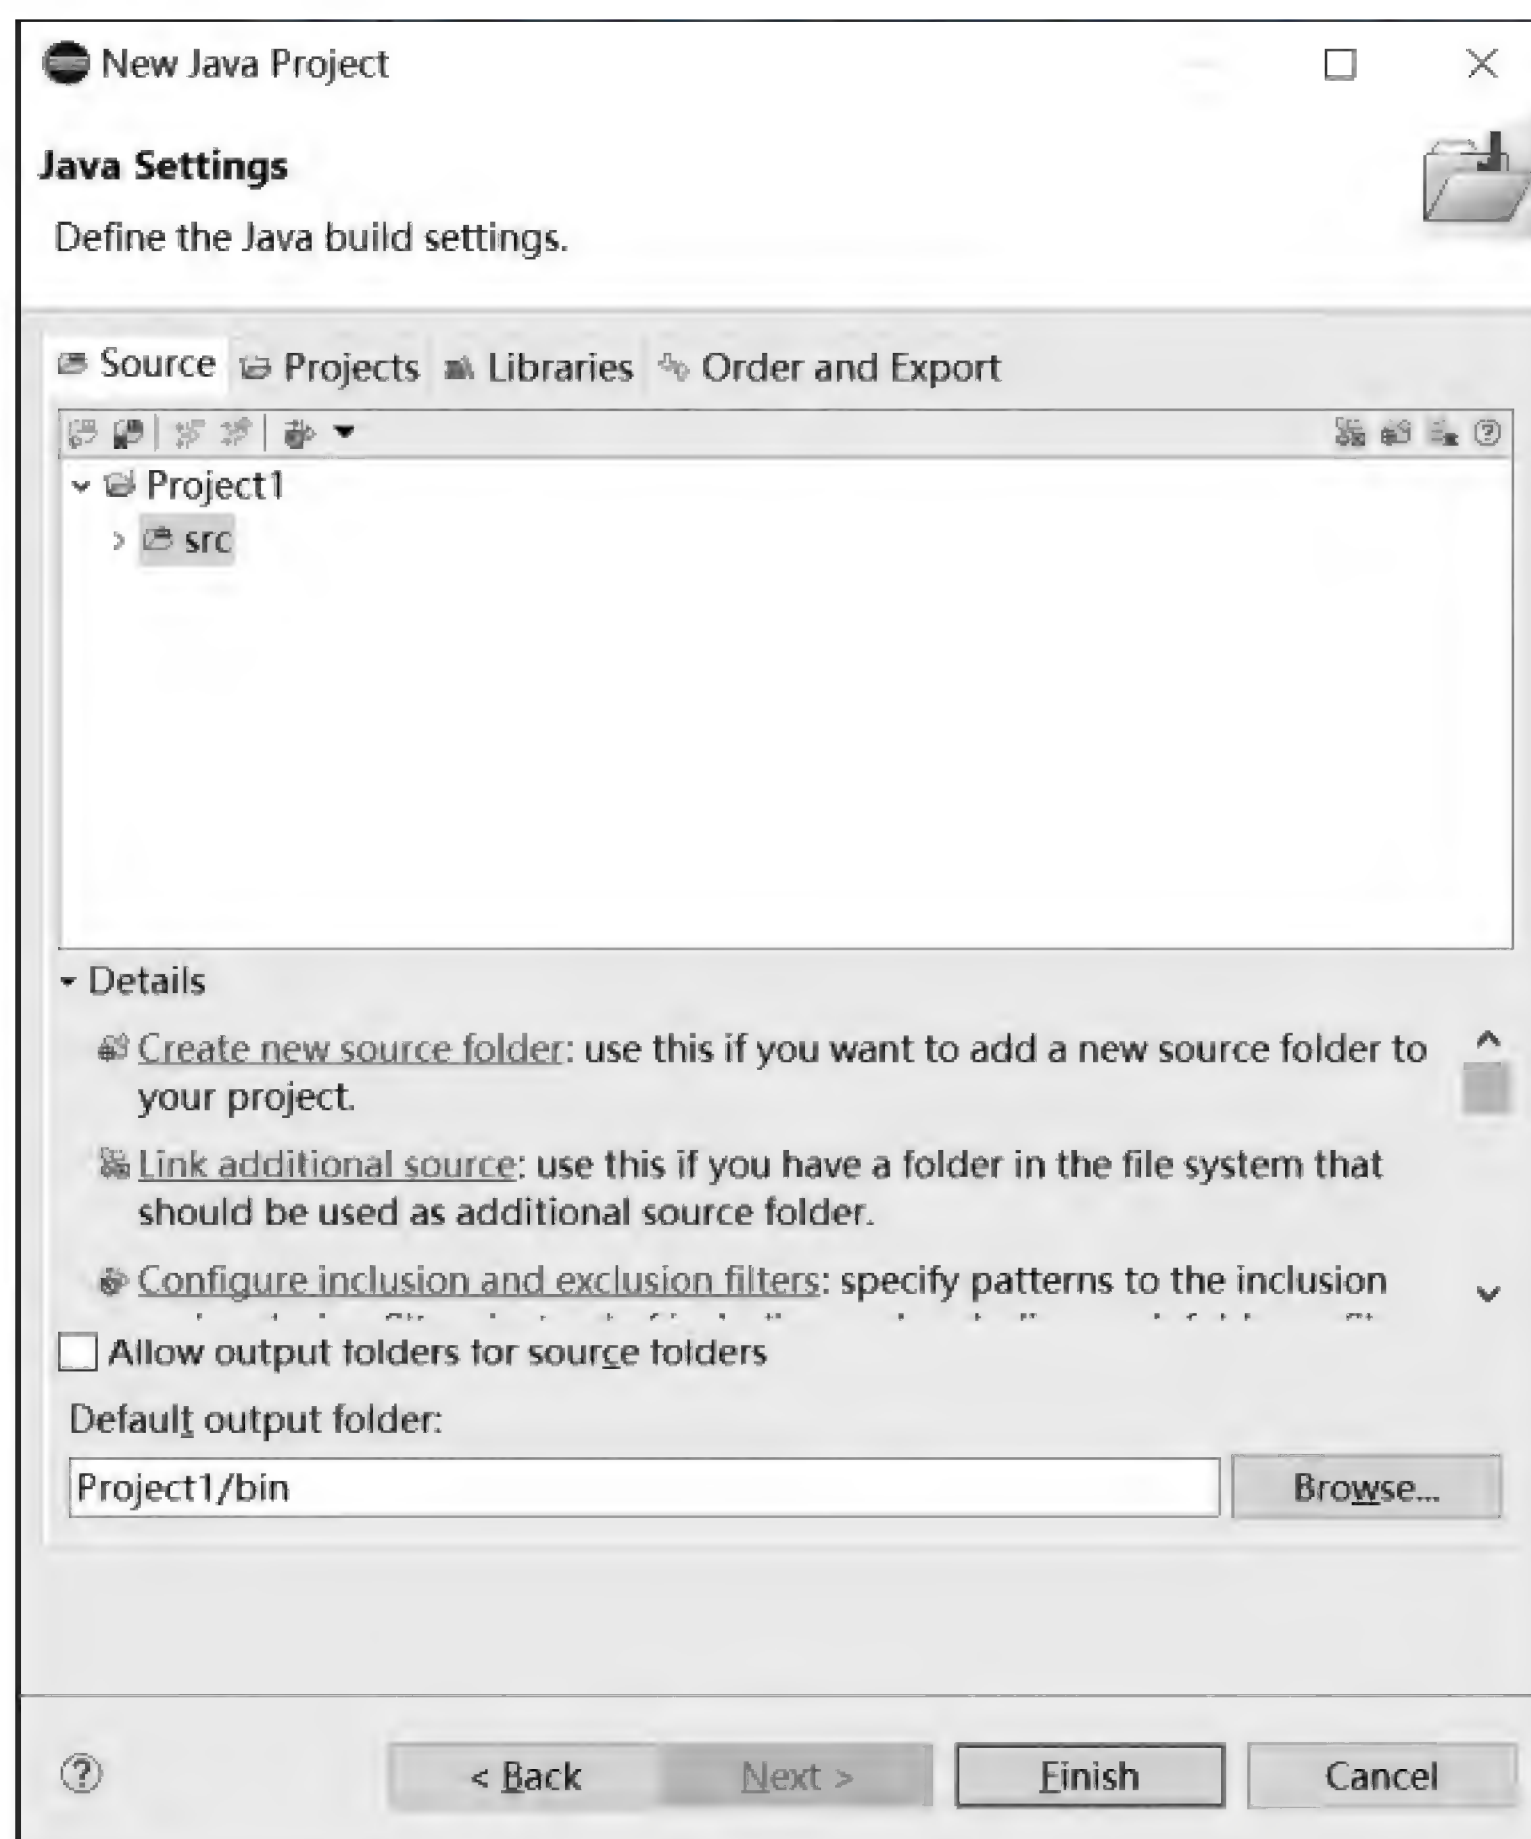 New Java Project
Java Settings
Define the Java build settings.
Source Projects Libraries Order and Export
Project1
src
Details
Create new source folder: use this if you want to add a new source folder to
your project.
Link additional source: use this if you have a folder in the file system that
should be used as additional source folder.
Configure inclusion and exclusion filters: specify patterns to the inclusion
Allow output folders for source folders
Default output folder:
Project1/bin Browse...
< Back Next > Finish Cancel